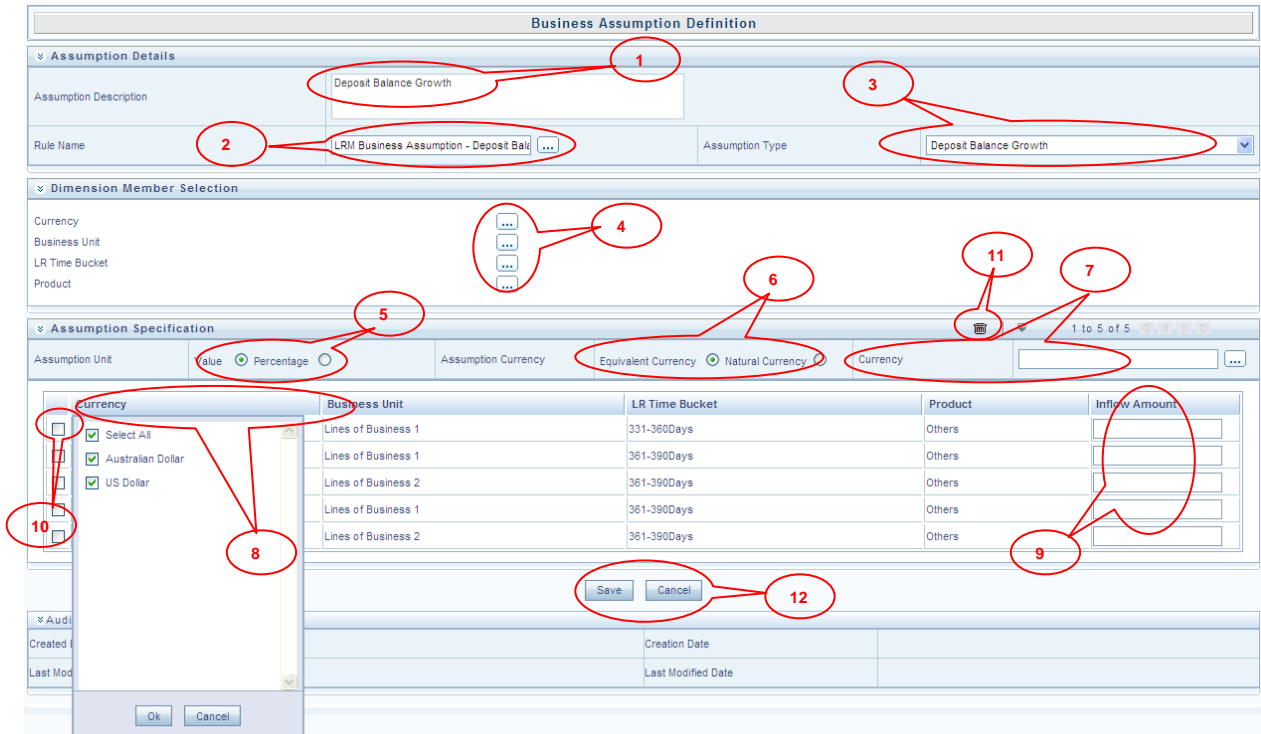 Business Assumption Definition
Assumption Details
1
Assumption Description
Deposit Balance Growth
3
Rule Name
2
LRM Business Assumption - Deposit Bala ...
Assumption Type
Deposit Balance Growth
Dimension Member Selection
Currency ...
Business Unit ...
LR Time Bucket ...
Product ...
4
11
6
7
5
Assumption Specification
1 to 5 of 5
Assumption Unit
Value Percentage
Assumption Currency
Equivalent Currency Natural Currency
Currency
...
Currency Business Unit LR Time Bucket Product Inflow Amount
Select All
Lines of Business 1 331-360Days Others
Australian Dollar
Lines of Business 1 361-390Days Others
US Dollar
Lines of Business 2 361-390Days Others
Lines of Business 1 361-390Days Others
10
Lines of Business 2 361-390Days Others
8
9
Save Cancel
12
Audi
Created Creation Date
Last Mod Last Modified Date
Ok Cancel